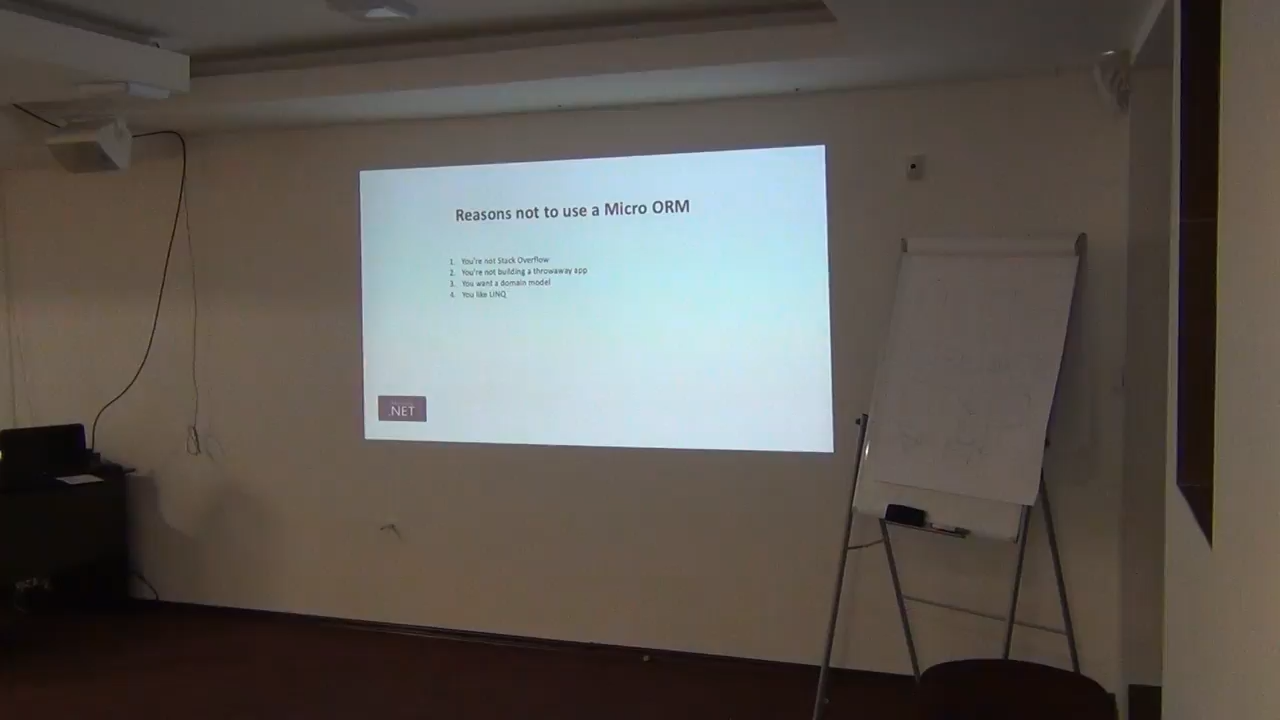 Reasons not to use a Micro ORM
1. You're not Stack Overflow
2. You're not building a throwaway app
3. You want a domain model
4. You like LINQ
.NET